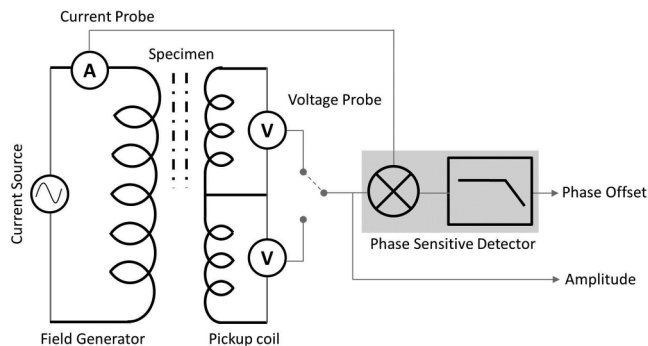 Current Probe
Specimen
A
Voltage Probe
V
Current Source
Phase Offset
Phase Sensitive Detector
V
Amplitude
Field Generator
Pickup coil